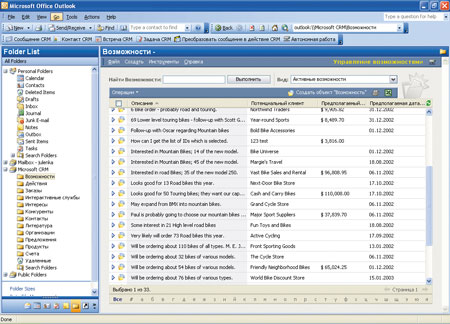 Microsoft Office Outlook
File Edit View Go Tools Actions Help
Type a question for help
New Send/Receive Find Type a contact to find outlook:\\Microsoft CRM\Возможности
Сообщение CRM Контакт CRM Встреча CRM Задача CRM Преобразовать сообщение в действие CRM Автономная работа
Folder List
Возможности -
All Folders
Файл Создать Инструменты Управление возможностями
Personal Folders
Calendar
Contacts
Deleted Items
Drafts
Inbox
Journal
Junk E-mail
Notes
Outbox
Sent Items
Tasks
Search Folders
Mailbox - julenka
Microsoft CRM
Возможности
Действия
Заказы
Интерактивные службы
Интересы
Конкуренты
Контакты
Литература
Организации
Предложения
Продукты
Счета
Удаленные
Search Folders
Public Folders
Folder Sizes
Найти Возможности: Выполнить Вид: Активные возможности
Операции Создать объект "Возможность"
Описание Потенциальный клиент Предполагаемый... Предполагаемая дата...
6 Bike order - probably road and touring. Northwind Traders $ 9,905.82 31.12.2002
69 Lower level touring bikes - follow-up with Scott G... Year-round Sports $ 8,489.70 31.12.2002
Follow-up with Oscar regarding Mountain bikes Bold Bike Accessories 01.12.2002
How can I get the list of IDs which is selected. 123 test $ 3,816.00
Interested in Mountain Bikes; 14 of the new model. Bike Universe 01.12.2002
Interested in Mountain Bikes; 45 of the new model. Margie's Travel 18.08.2002
Interested in road Bikes; 35 of the new model 250. Vast Bike Sales and Rental $ 96,808.95 06.11.2002
Looks good for 13 Road bikes this year. Next-Door Bike Store 17.10.2002
Looks good for 50 Touring bikes; they want our cap... Cash and Carry Bikes $ 110,000.00 17.10.2002
May expand from BMX into mountain bikes. Grand Cycle Store 06.11.2002
Paul is probably going to choose our mountain bikes ... Major Sport Suppliers $ 37,839.70 03.11.2002
Some interest in 21 High level road bikes Fun Toys and Bikes 18.08.2002
Very likely will order 73 Road bikes this year. Active Cycling 17.09.2002
Will be ordering about 110 bikes of all types. M. E. J... Front Sporting Goods 13.10.2002
Will be ordering about 32 bikes of various models. The Cycle Store 06.11.2002
Will be ordering about 54 bikes of various models. Friendly Neighborhood Bikes $ 65,024.25 01.12.2002
Will be ordering about 76 bikes of various types. World Bike Discount Store 15.01.2003
Выбрано 1 из 33. Страница 1
Все # а б в г д е ж з и й к л м н о п р с т у ф х ц ч ш щ э ю я
Done